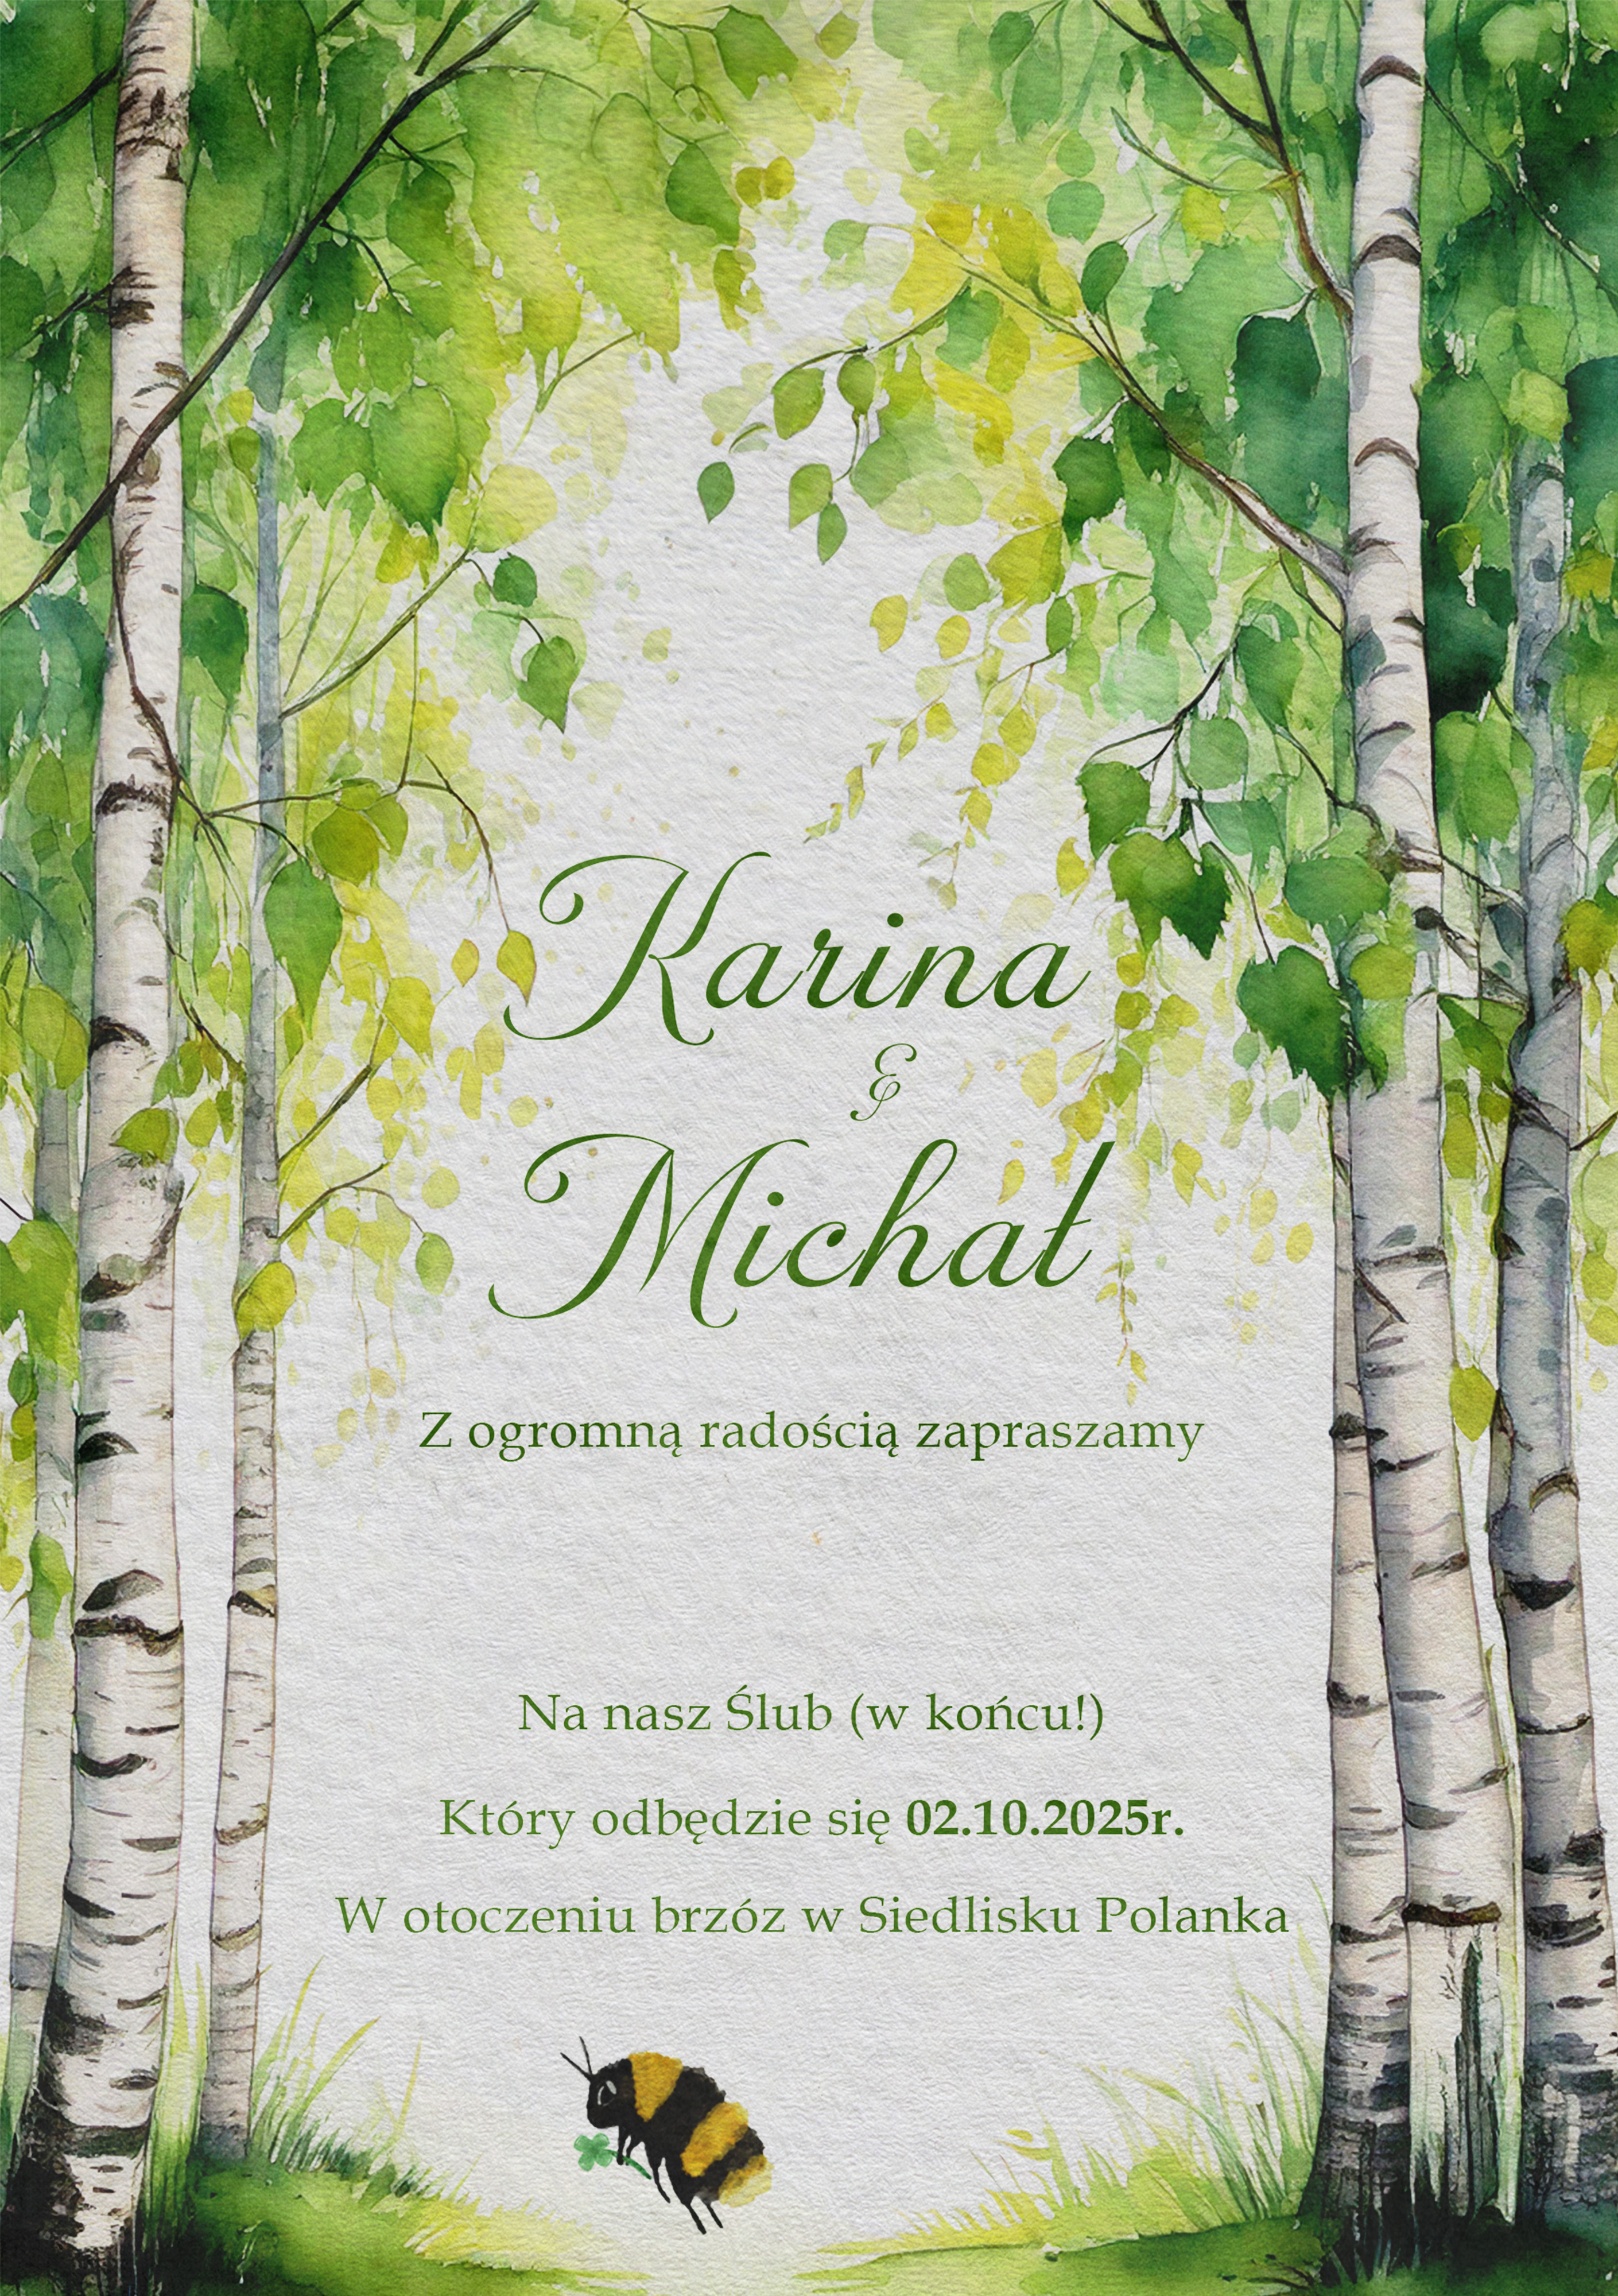 Karina
&
Michał
Z ogromną radością zapraszamy
Na nasz Ślub (w końcu!)
Który odbędzie się 02.10.2025r.
W otoczeniu brzóz w Siedlisku Polanka